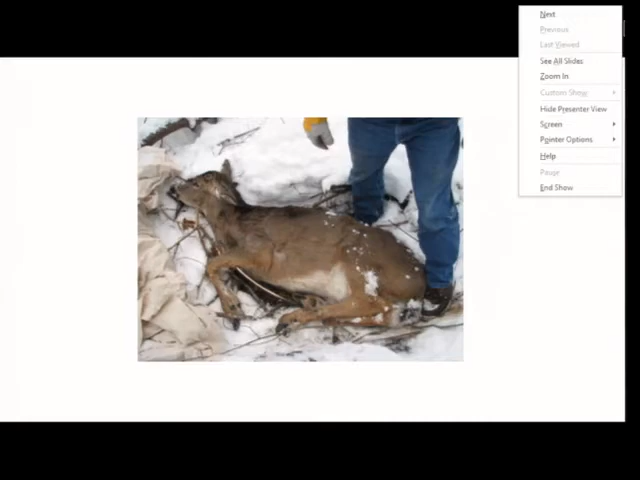 Next
Previous
Last Viewed
See All Slides
Zoom In
Custom Show
Hide Presenter View
Screen
Pointer Options
Help
Pause
End Show